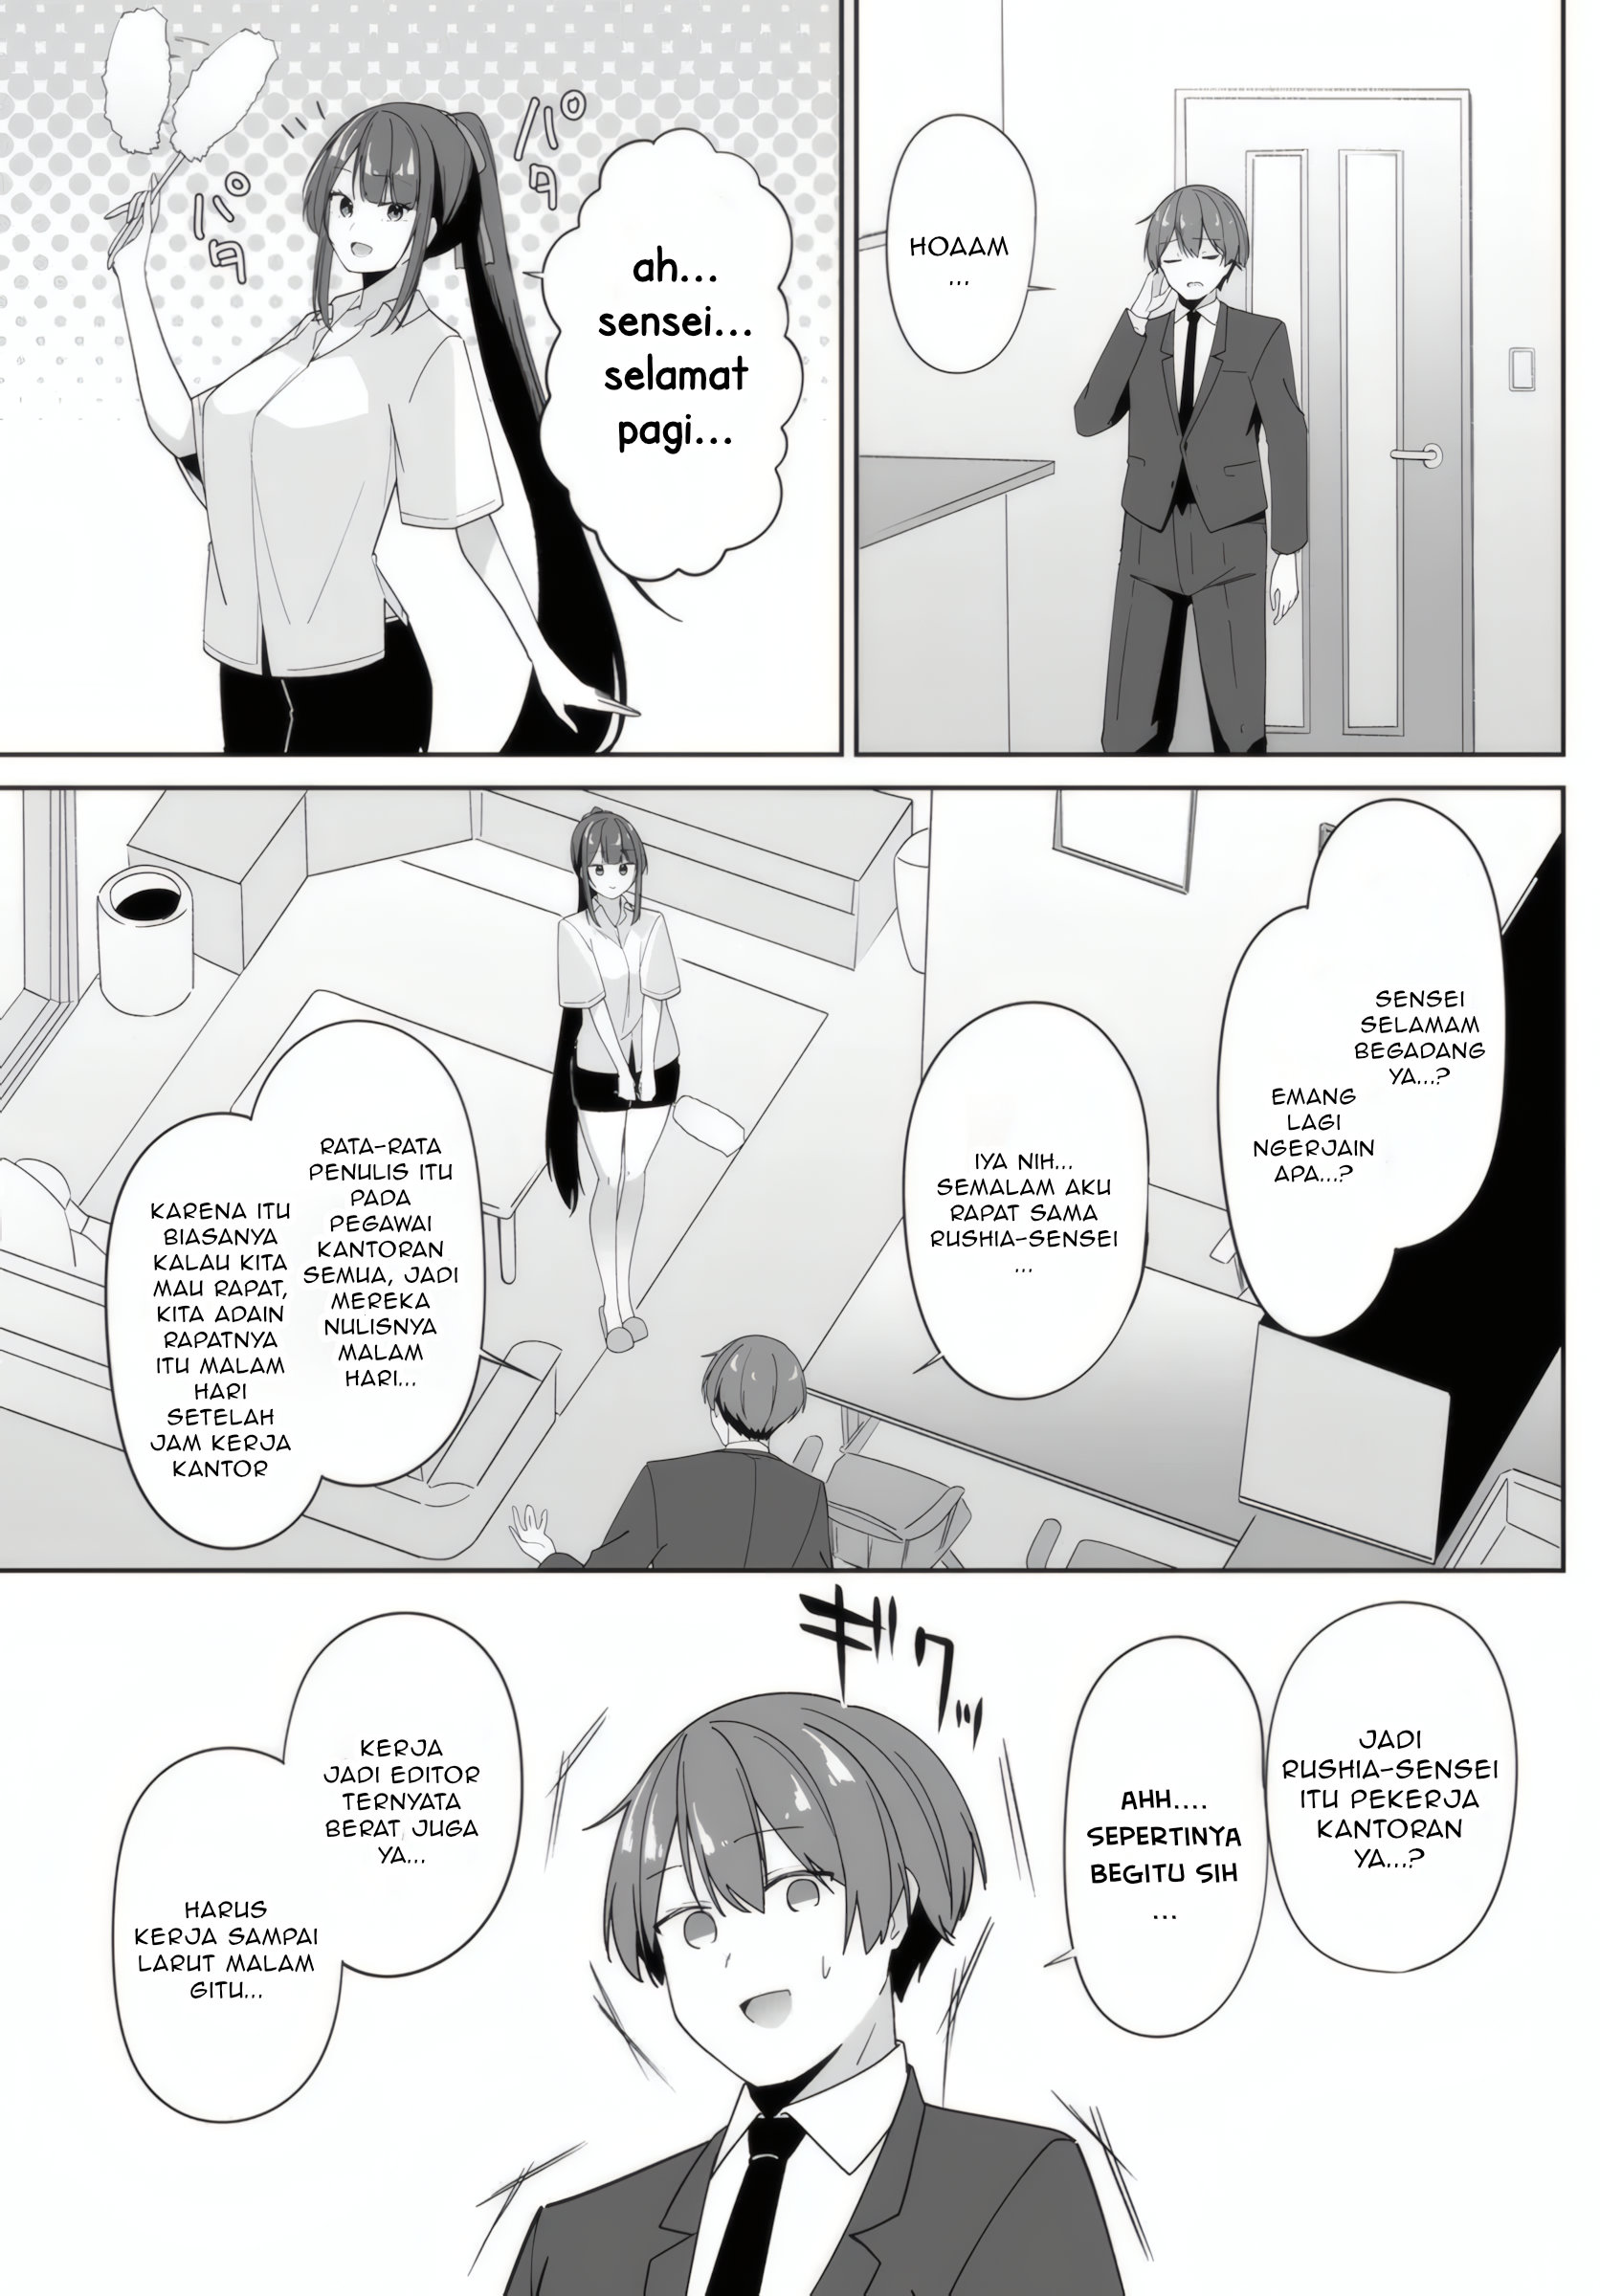 HOAAM
...
ah...
sensei...
selamat
pagi...
パタ
パタ
SENSEI
SELAMAM
BEGADANG
YA...?
EMANG
LAGI
NGERJAIN
APA...?
IYA NIH...
SEMALAM AKU
RAPAT SAMA
RUSHIA-SENSEI
...
RATA-RATA
PENULIS ITU
PADA
PEGAWAI
KANTORAN
SEMUA, JADI
MEREKA
NULISNYA
MALAM
HARI...
KARENA ITU
BIASANYA
KALAU KITA
MAU RAPAT,
KITA ADAIN
RAPATNYA
ITU MALAM
HARI
SETELAH
JAM KERJA
KANTOR
JADI
RUSHIA-SENSEI
ITU PEKERJA
KANTORAN
YA...?
AHH....
SEPERTINYA
BEGITU SIH
...
ギクッ
KERJA
JADI EDITOR
TERNYATA
BERAT JUGA
YA...
HARUS
KERJA SAMPAI
LARUT MALAM
GITU...